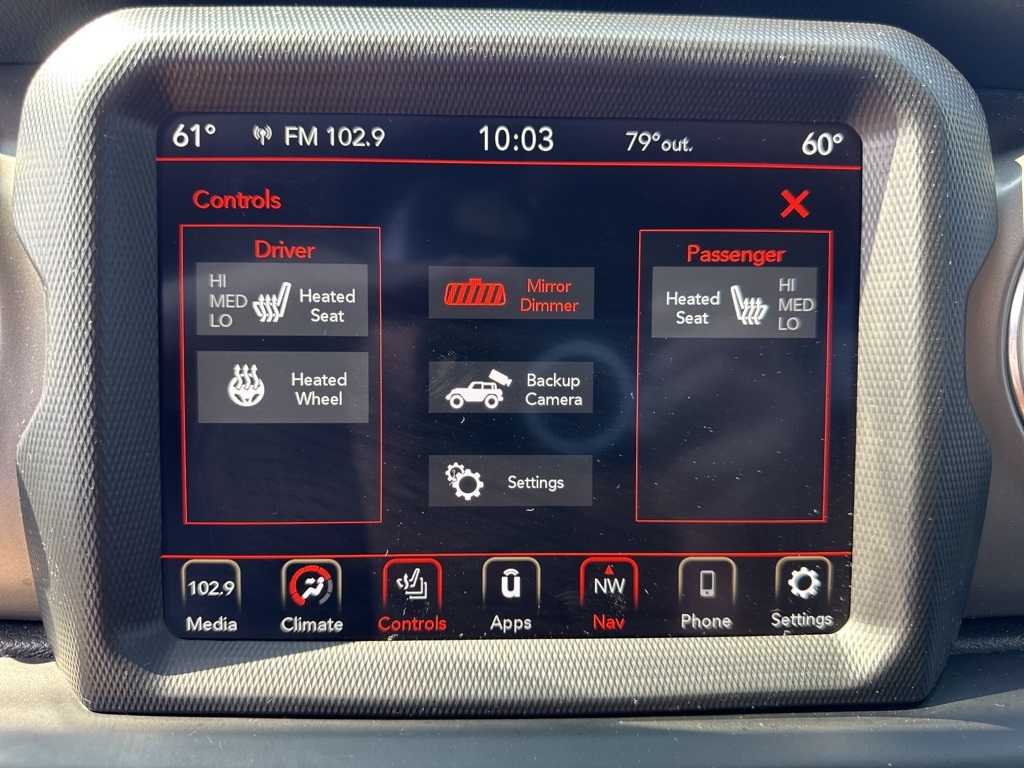 61° FM 102.9 10:03 79°out. 60°
Controls X
Driver
HI
MED
LO
Heated
Seat
Heated
Wheel
Mirror
Dimmer
Backup
Camera
Settings
Passenger
Heated
Seat
HI
MED
LO
102.9 NW
Media Climate Controls Apps Nav Phone Settings